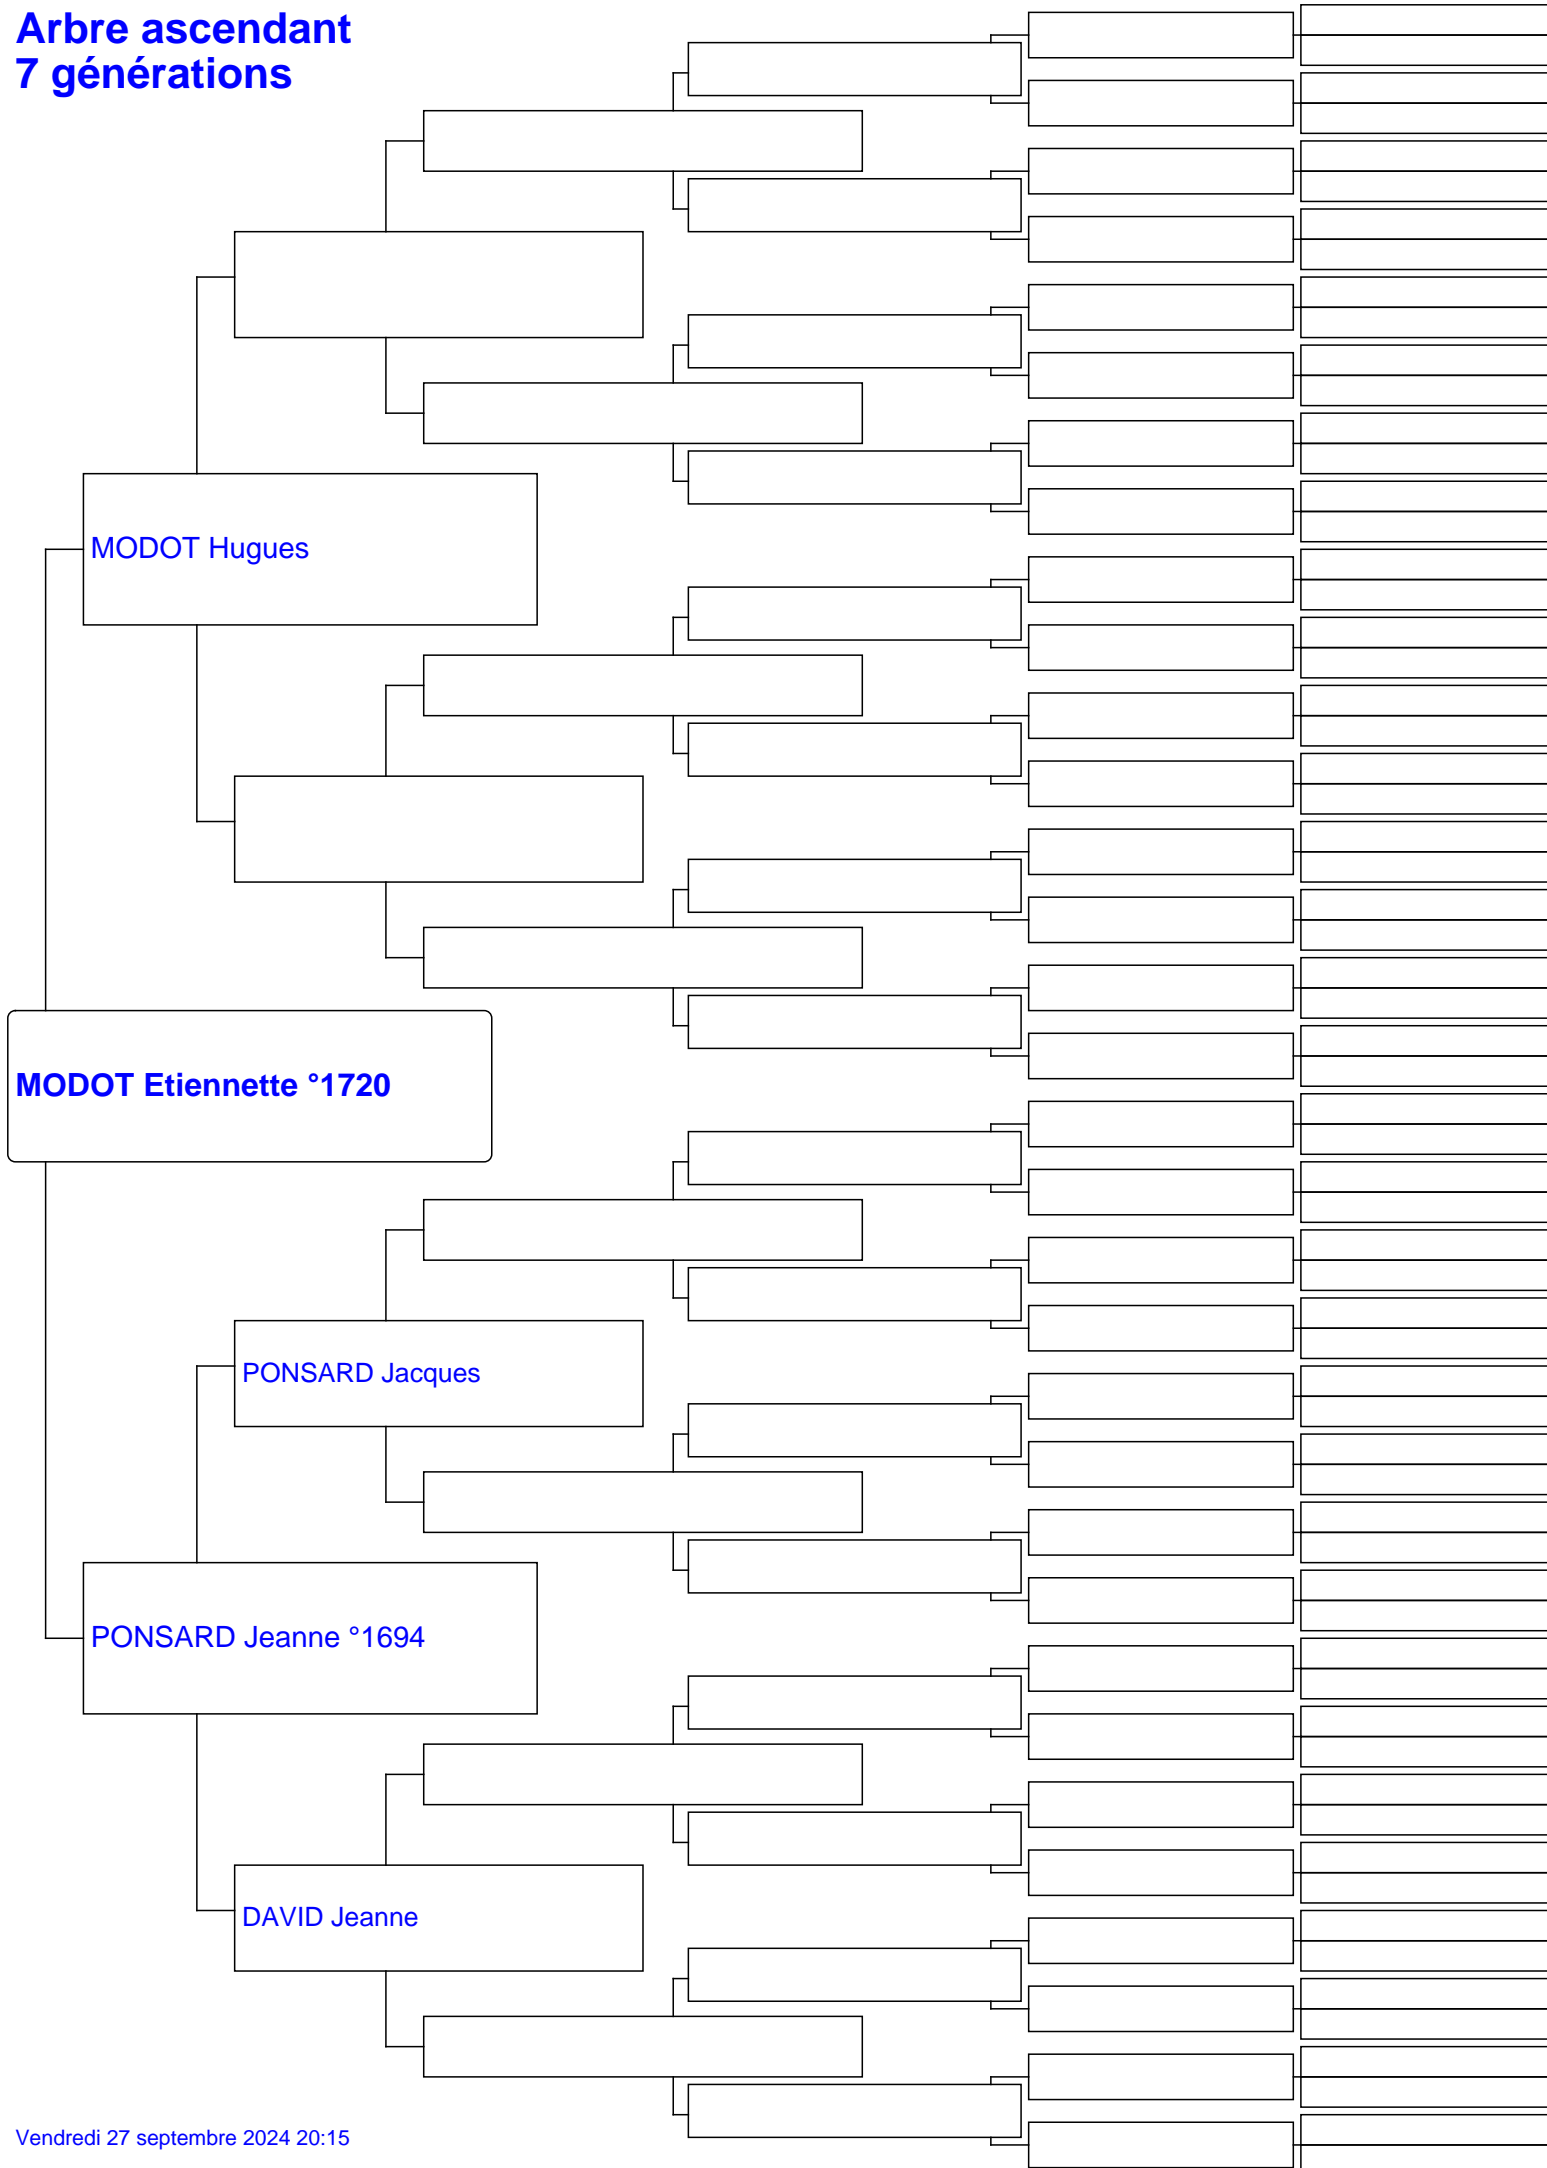 Arbre ascendant
7 générations
MODOT Hugues
MODOT Etiennette °1720
PONSARD Jacques
PONSARD Jeanne °1694
DAVID Jeanne
Vendredi 27 septembre 2024 20:15